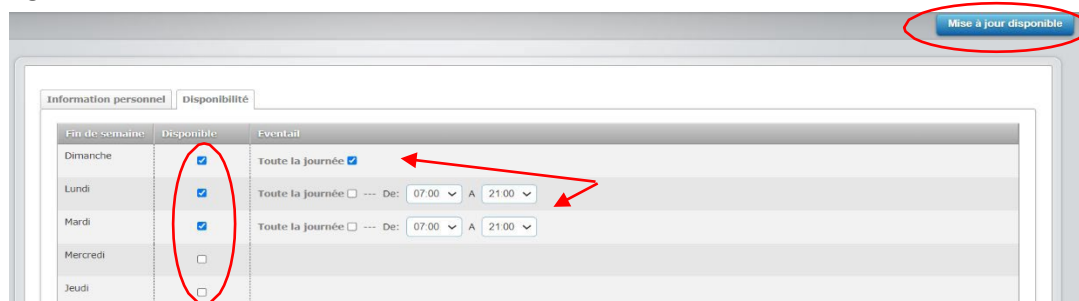 Mise à jour disponible
Information personnel Disponibilité
Fin de semaine Disponible Eventail
Dimanche Toute la journée
Lundi Toute la journée --- De: 07:00 A 21:00
Mardi Toute la journée --- De: 07:00 A 21:00
Mercredi
Jeudi